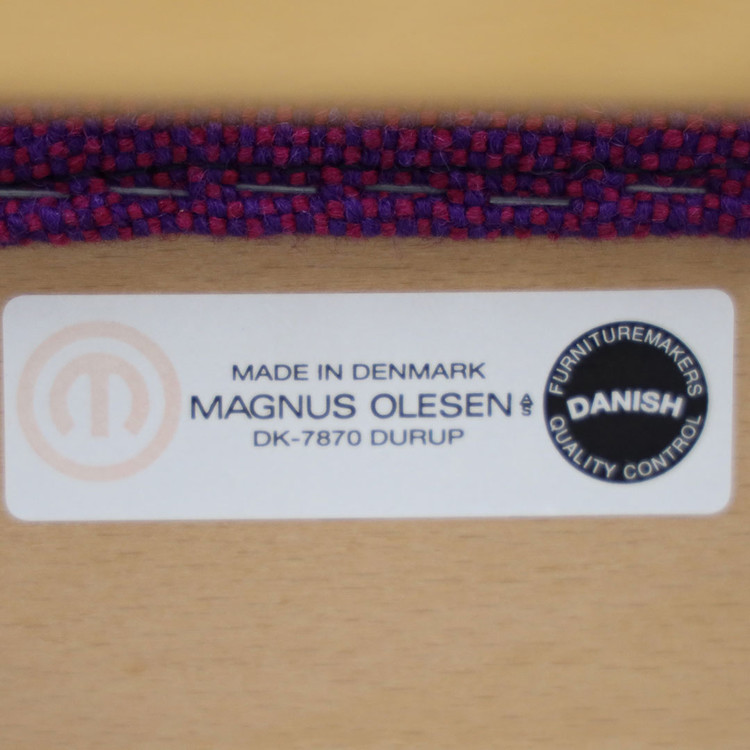 MADE IN DENMARK
MAGNUS OLESEN A/S
DK-7870 DURUP
FURNITUREMAKERS
DANISH
QUALITY CONTROL